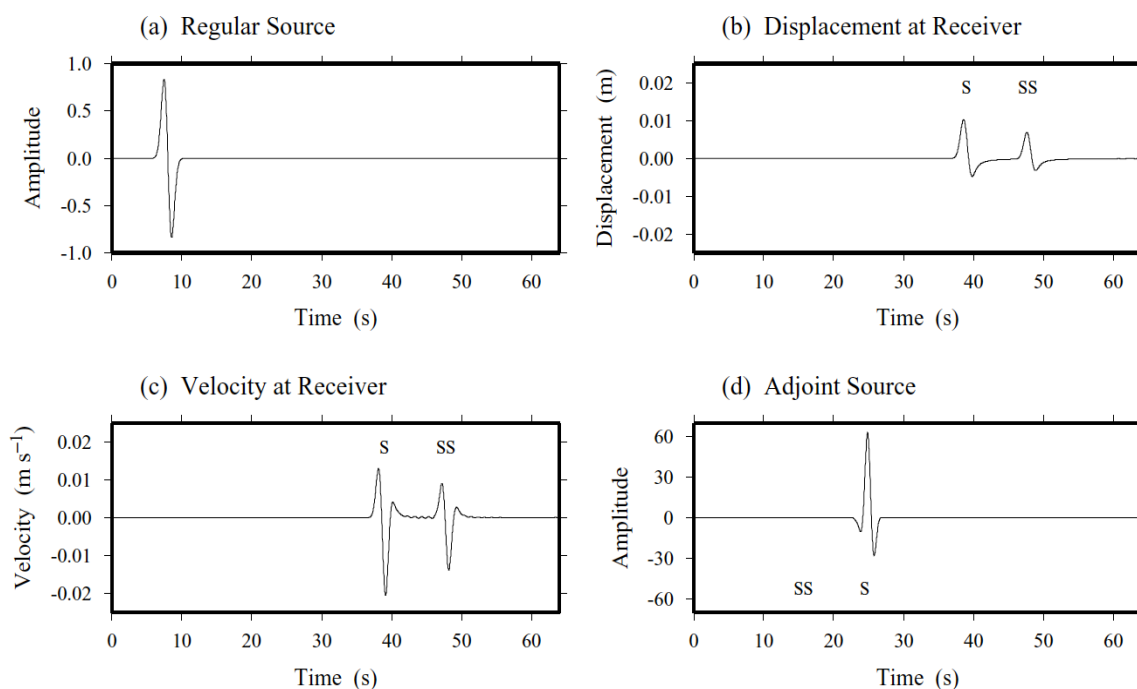 (a) Regular Source
1.0
0.5
0.0
-0.5
-1.0
Amplitude
0 10 20 30 40 50 60
Time (s)
(b) Displacement at Receiver
0.02
0.01
0.00
-0.01
-0.02
Displacement (m)
S SS
0 10 20 30 40 50 60
Time (s)
(c) Velocity at Receiver
0.02
0.01
0.00
-0.01
-0.02
Velocity (m s⁻¹)
S SS
0 10 20 30 40 50 60
Time (s)
(d) Adjoint Source
60
30
0
-30
-60
Amplitude
SS S
0 10 20 30 40 50 60
Time (s)